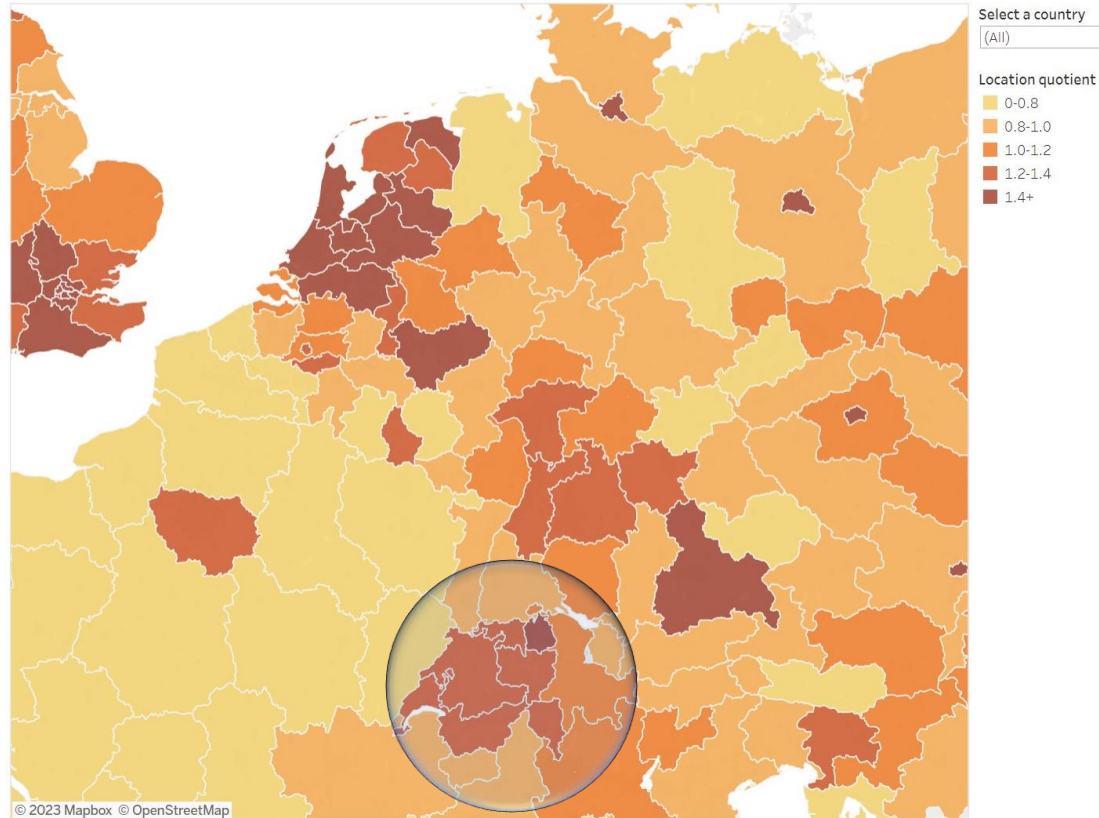 Select a country
(All)
Location quotient
0-0.8
0.8-1.0
1.0-1.2
1.2-1.4
1.4+
© 2023 Mapbox © OpenStreetMap